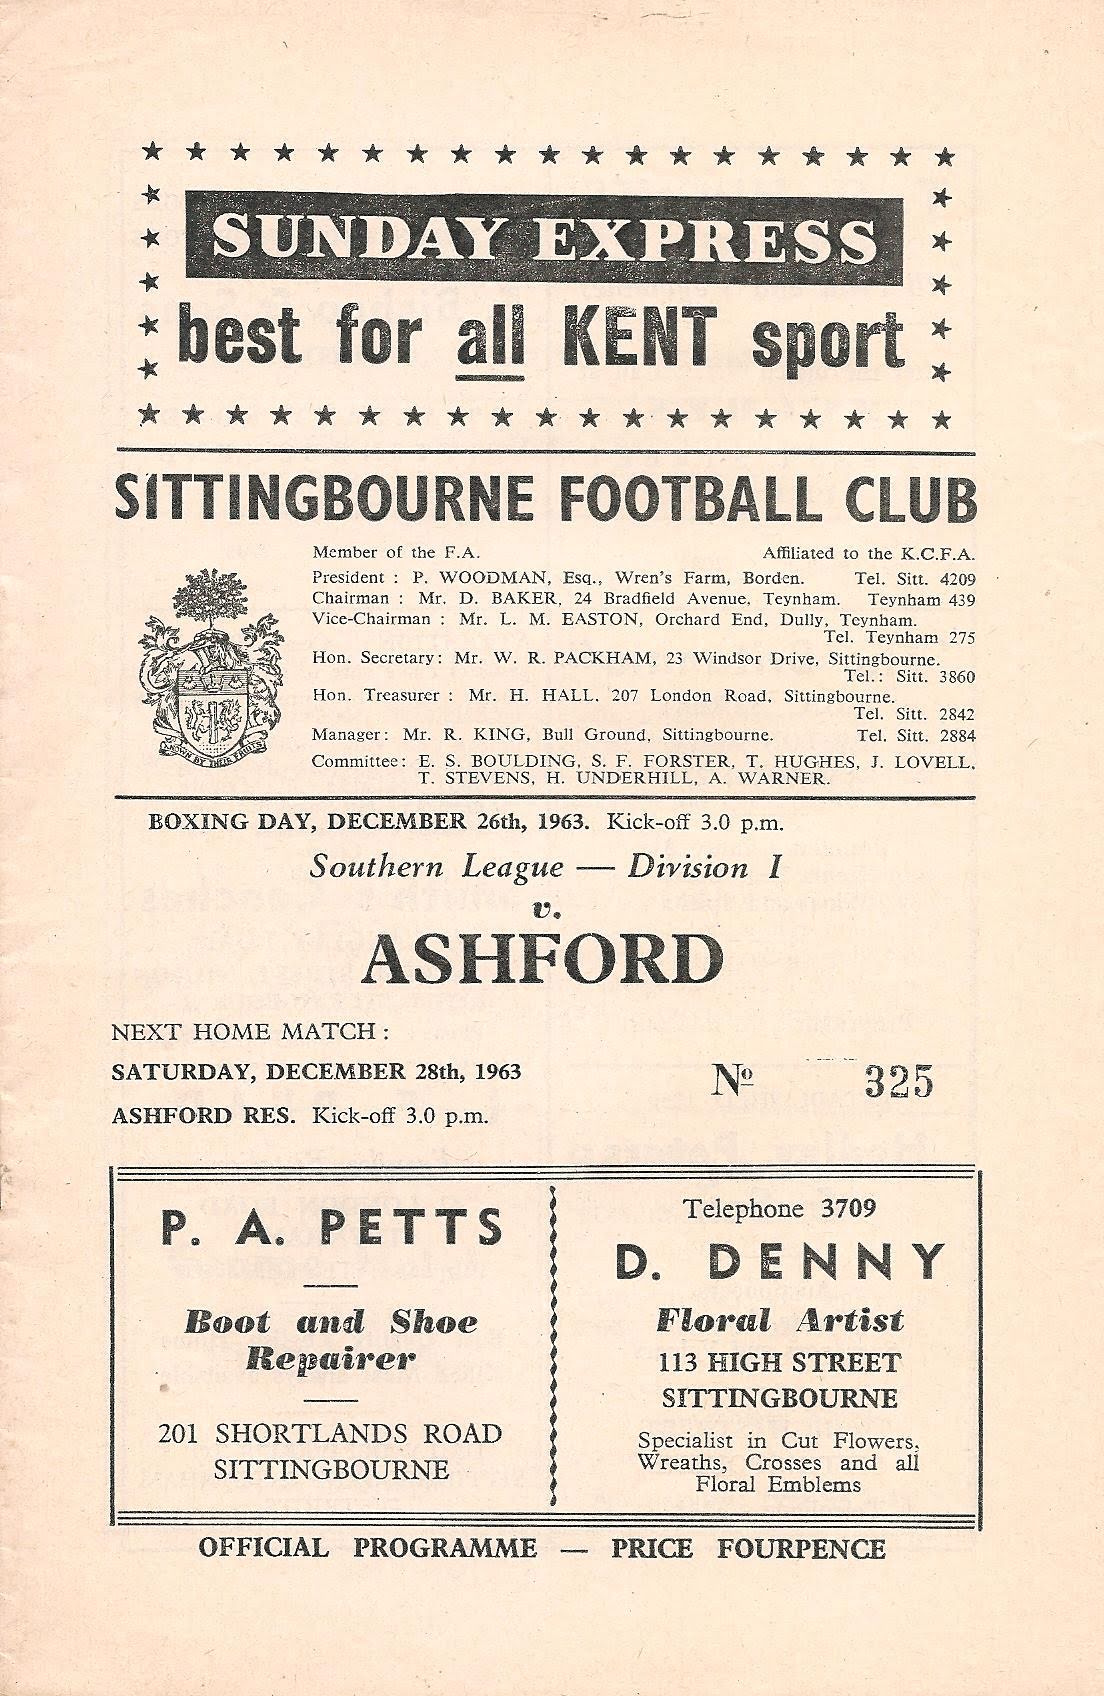 SUNDAY EXPRESS
best for all KENT sport
SITTINGBOURNE FOOTBALL CLUB
Member of the F.A. Affiliated to the K.C.F.A.
President : P. WOODMAN, Esq., Wren's Farm, Borden. Tel. Sitt. 4209
Chairman : Mr. D. BAKER, 24 Bradfield Avenue, Teynham. Teynham 439
Vice-Chairman : Mr. L. M. EASTON, Orchard End, Dully, Teynham.
Tel. Teynham 275
Hon. Secretary: Mr. W. R. PACKHAM, 23 Windsor Drive, Sittingbourne.
Tel.: Sitt. 3860
Hon. Treasurer : Mr. H. HALL, 207 London Road, Sittingbourne.
Tel. Sitt. 2842
Manager: Mr. R. KING, Bull Ground, Sittingbourne. Tel. Sitt. 2884
Committee: E. S. BOULDING, S. F. FORSTER, T. HUGHES, J. LOVELL,
T. STEVENS, H. UNDERHILL, A. WARNER.
KNOWN BY THEIR FRUITS
BOXING DAY, DECEMBER 26th, 1963. Kick-off 3.0 p.m.
Southern League — Division I
v.
ASHFORD
NEXT HOME MATCH :
SATURDAY, DECEMBER 28th, 1963
ASHFORD RES. Kick-off 3.0 p.m.
Nº 325
P. A. PETTS
Boot and Shoe
Repairer
201 SHORTLANDS ROAD
SITTINGBOURNE
Telephone 3709
D. DENNY
Floral Artist
113 HIGH STREET
SITTINGBOURNE
Specialist in Cut Flowers,
Wreaths, Crosses and all
Floral Emblems
OFFICIAL PROGRAMME — PRICE FOURPENCE